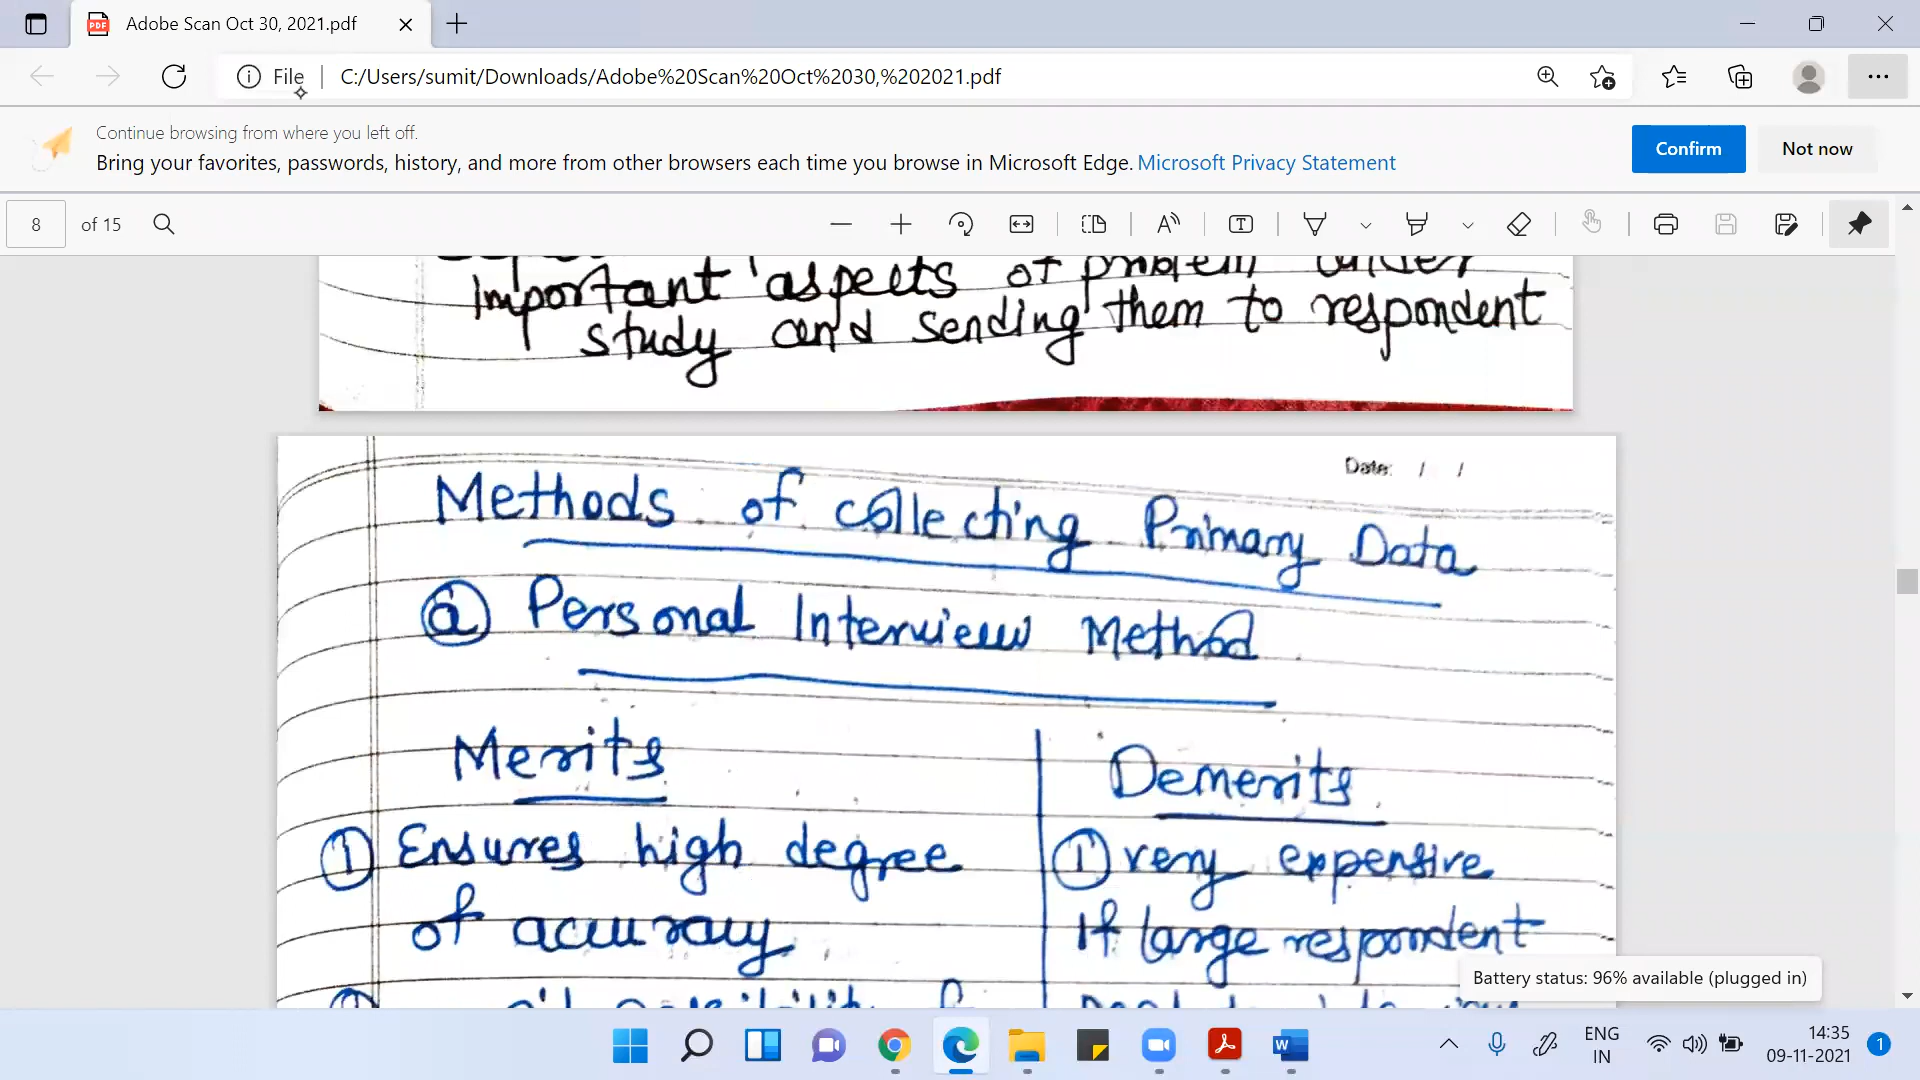 Adobe Scan Oct 30, 2021.pdf
File
C:/Users/sumit/Downloads/Adobe%20Scan%20Oct%2030,%202021.pdf
Continue browsing from where you left off.
Bring your favorites, passwords, history, and more from other browsers each time you browse in Microsoft Edge. Microsoft Privacy Statement
Confirm
Not now
8 of 15
Important aspects of problem under
study and sending them to respondent
Date: / /
Methods of collecting Primary Data
(a) Personal Interview Method
Merits
Demerits
① Ensures high degree
of accuracy
① very expensive
If large respondent
Battery status: 96% available (plugged in)
ENG
IN
14:35
09-11-2021
1